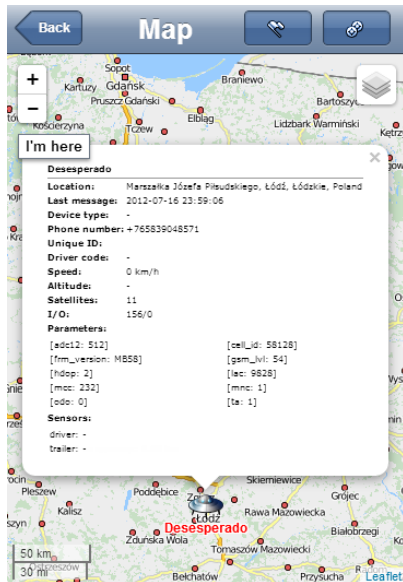 Back
Map
Sopot
Kartuzy
Gdańsk
Braniewo
+
Pruszcz Gdański
Bartoszyc
−
Elbląg
Kościerzyna
Tczew
Lidzbark Warmiński
Kętrz
I'm here
×
Desesperado
Location: Marszałka Józefa Piłsudskiego, Łódź, Łódzkie, Poland
Last message: 2012-07-16 23:59:06
Device type: -
Phone number: +765839048571
Unique ID:
Driver code: -
Speed: 0 km/h
Altitude: -
Satellites: 11
I/O: 156/0
Parameters:
[adc12: 512] [cell_id: 58128]
[frm_version: MB58] [gsm_lvl: 54]
[hdop: 2] [lac: 9828]
[mcc: 232] [mnc: 1]
[odo: 0] [ta: 1]
Sensors:
driver: -
trailer: -
Pleszew
Poddębice
Skierniewice
Grójec
Kalisz
Łódź
Rawa Mazowiecka
Desesperado
Zduńska Wola
Białobrzegi
50 km
Tomaszów Mazowiecki
30 mi
Ostrzeszów
Bełchatów
Przysucha
Leaflet